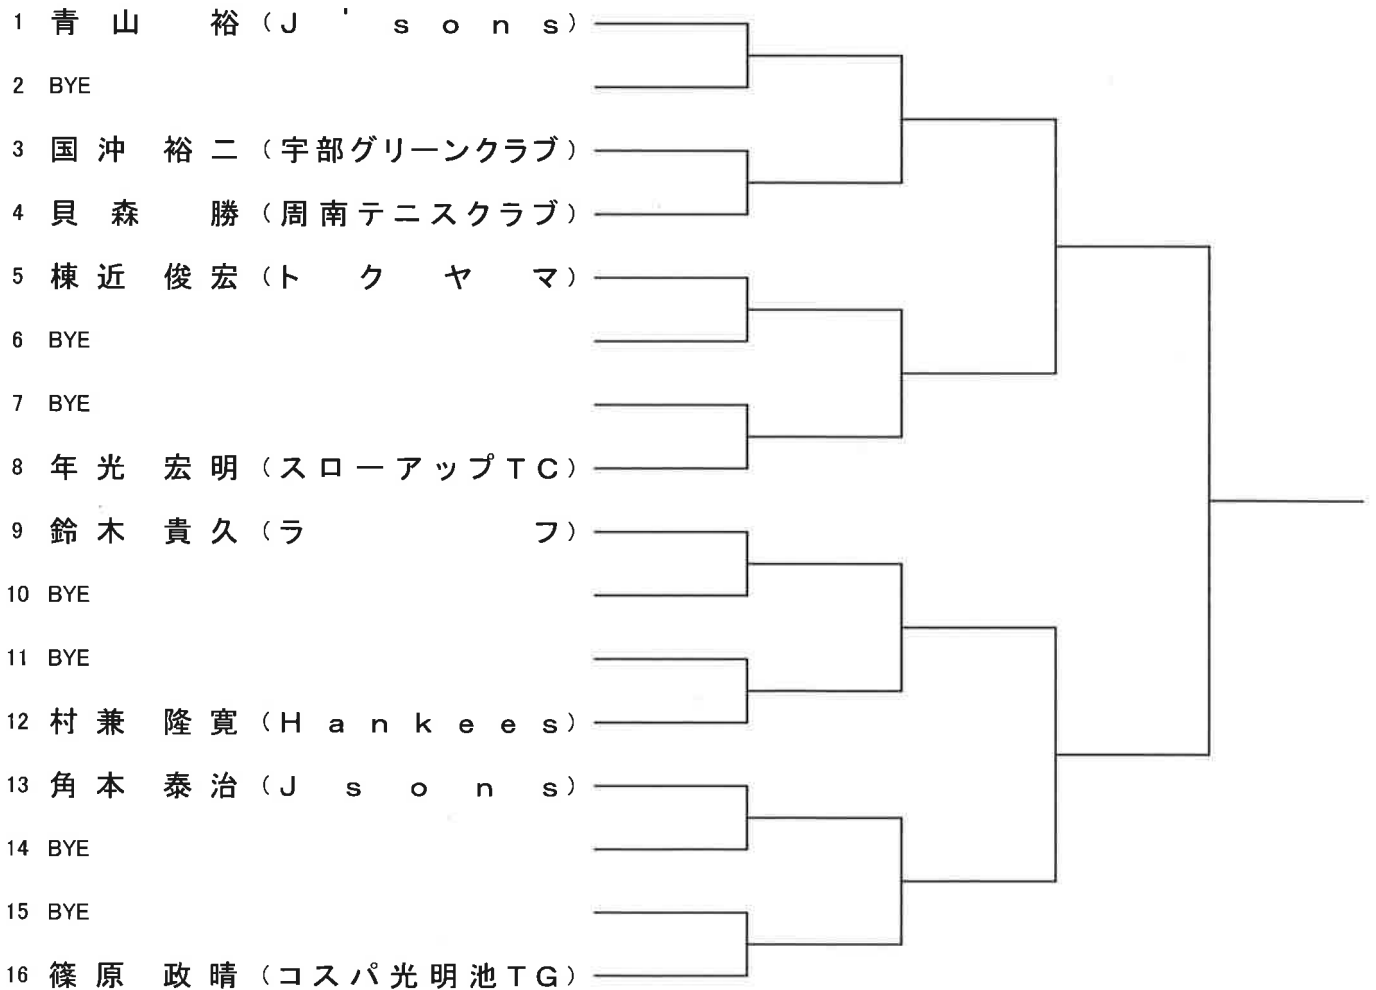 1 青山 裕 (J'sons)
2 BYE
3 国沖 裕二 (宇部グリーンクラブ)
4 貝森 勝 (周南テニスクラブ)
5 棟近 俊宏 (トクヤマ)
6 BYE
7 BYE
8 年光 宏明 (スローアップTC)
9 鈴木 貴久 (ラフ)
10 BYE
11 BYE
12 村兼 隆寛 (Hankees)
13 角本 泰治 (Jsons)
14 BYE
15 BYE
16 篠原 政晴 (コスパ光明池TG)